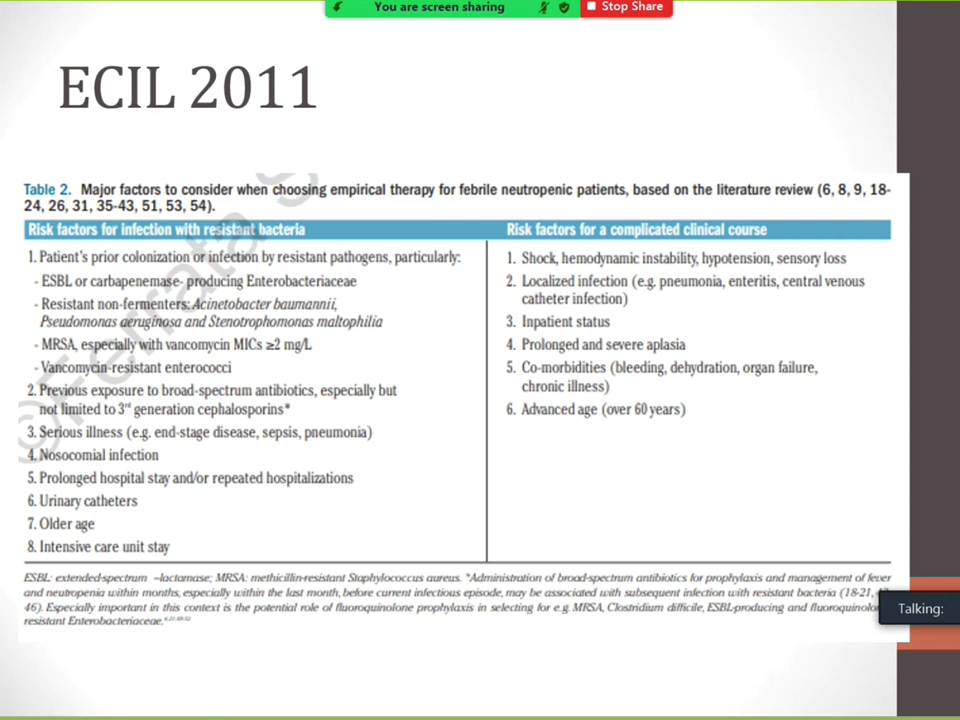 You are screen sharing
Stop Share
ECIL 2011
Table 2. Major factors to consider when choosing empirical therapy for febrile neutropenic patients, based on the literature review (6, 8, 9, 18-
24, 26, 31, 35-43, 51, 53, 54).
Risk factors for infection with resistant bacteria
1. Patient's prior colonization or infection by resistant pathogens, particularly:
- ESBL or carbapenemase- producing Enterobacteriaceae
- Resistant non-fermenters: Acinetobacter baumannii,
Pseudomonas aeruginosa and Stenotrophomonas maltophilia
- MRSA, especially with vancomycin MICs ≥2 mg/L
- Vancomycin-resistant enterococci
2. Previous exposure to broad-spectrum antibiotics, especially but
not limited to 3rd generation cephalosporins*
3. Serious illness (e.g. end-stage disease, sepsis, pneumonia)
4. Nosocomial infection
5. Prolonged hospital stay and/or repeated hospitalizations
6. Urinary catheters
7. Older age
8. Intensive care unit stay
Risk factors for a complicated clinical course
1. Shock, hemodynamic instability, hypotension, sensory loss
2. Localized infection (e.g. pneumonia, enteritis, central venous
catheter infection)
3. Inpatient status
4. Prolonged and severe aplasia
5. Co-morbidities (bleeding, dehydration, organ failure,
chronic illness)
6. Advanced age (over 60 years)
ESBL: extended-spectrum –lactamase; MRSA: methicillin-resistant Staphylococcus aureus. *Administration of broad-spectrum antibiotics for prophylaxis and management of fever
and neutropenia within months, especially within the last month, before current infectious episode, may be associated with subsequent infection with resistant bacteria (18-21,
46). Especially important in this context is the potential role of fluoroquinolone prophylaxis in selecting for e.g. MRSA, Clostridium difficile, ESBL-producing and
resistant Enterobacteriaceae.
©Ferrata
Talking: